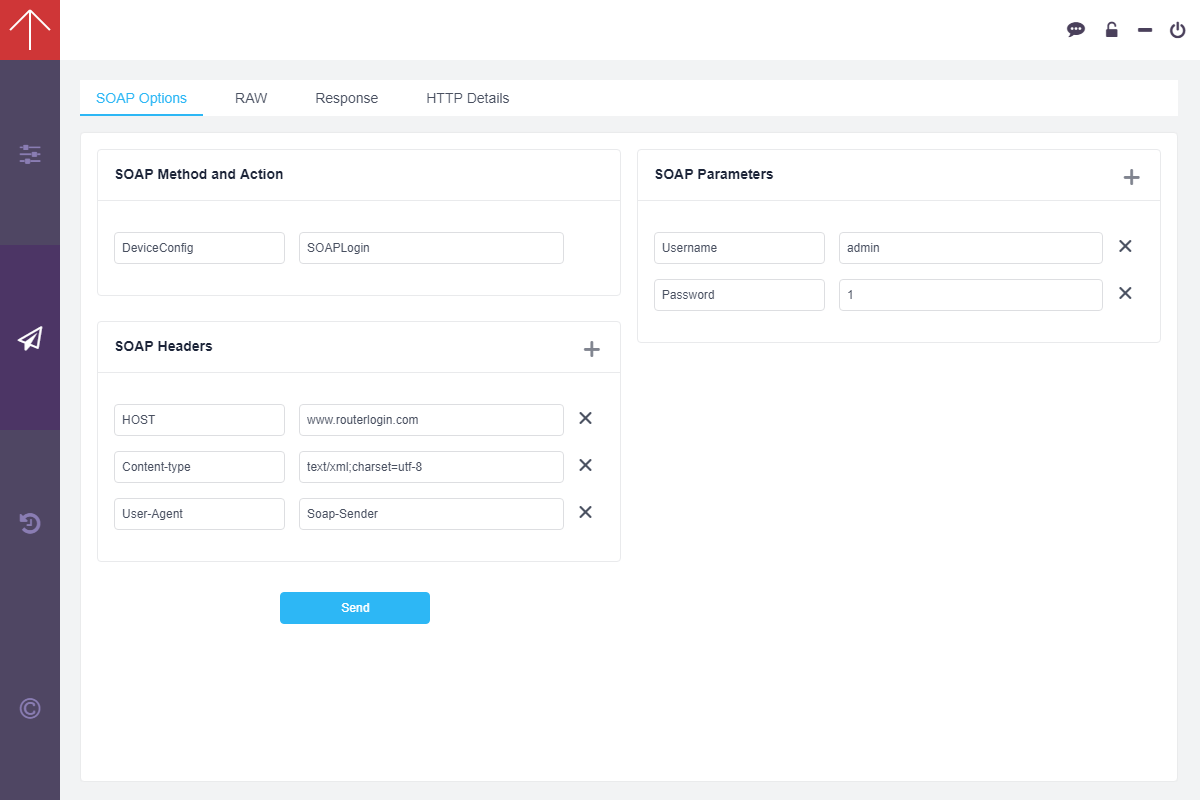 SOAP Options RAW Response HTTP Details
SOAP Method and Action
DeviceConfig SOAPLogin
SOAP Headers
HOST www.routerlogin.com
Content-type text/xml;charset=utf-8
User-Agent Soap-Sender
Send
SOAP Parameters
Username admin
Password 1